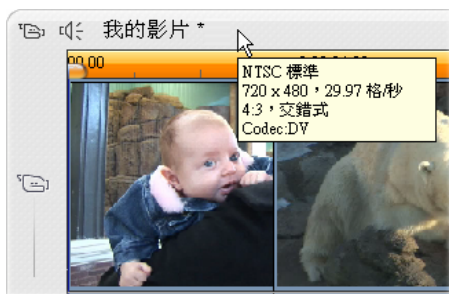 我的影片 *
00.00
NTSC 標準
720 x 480，29.97 格/秒
4:3，交錯式
Codec:DV